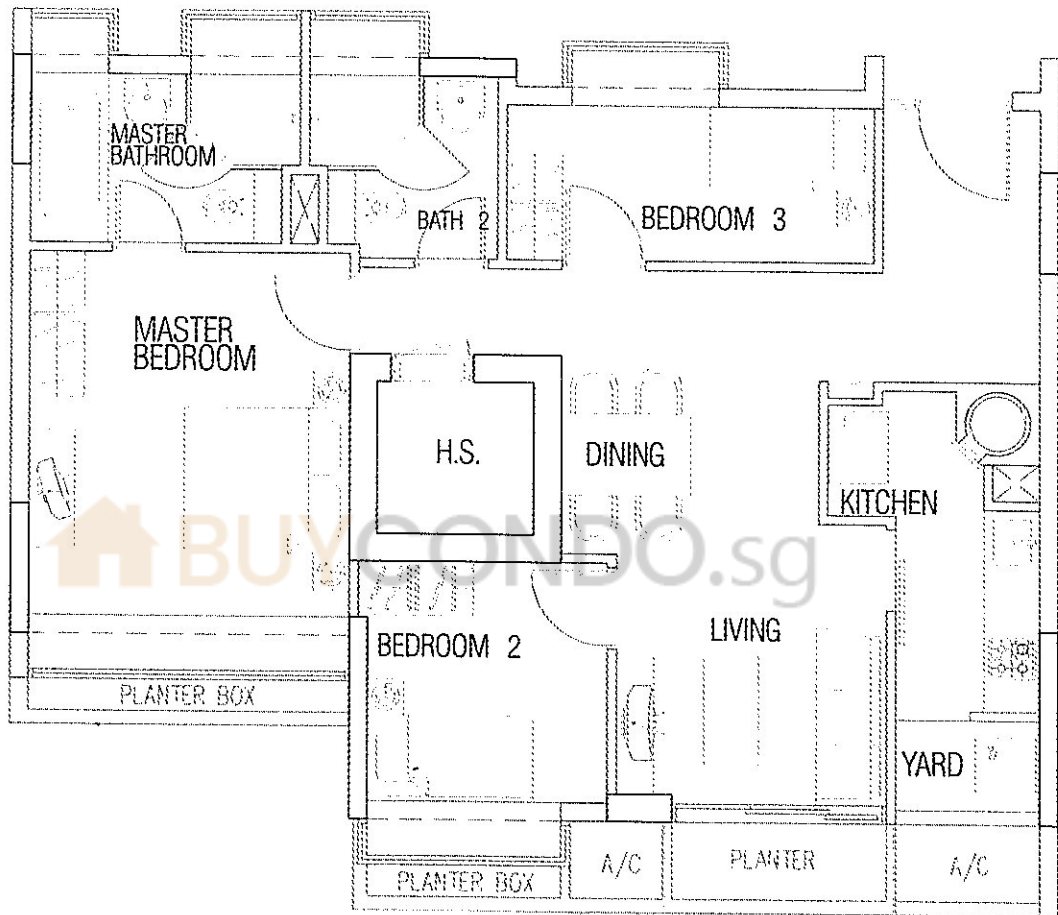 MASTER
BATHROOM
BATH 2
BEDROOM 3
MASTER
BEDROOM
H.S.
DINING
KITCHEN
BUYCONDO.sg
BEDROOM 2
LIVING
PLANTER BOX
YARD
PLANTER BOX
A/C
PLANTER
A/C